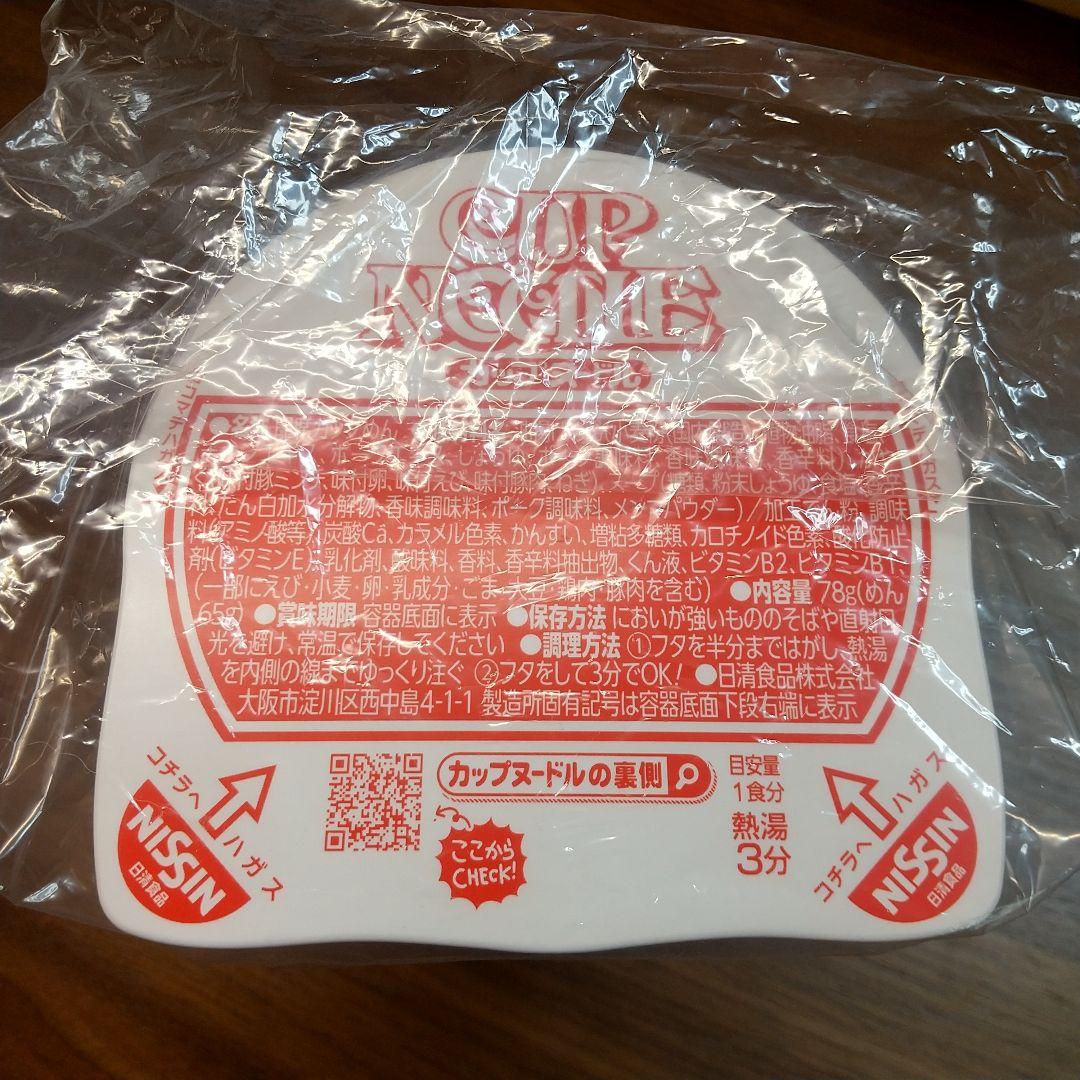 CUP
NOODLE
味付豚ミンチ、味付卵、味付えび、味付豚肉、ねぎ)、スープ(糖類、粉末しょうゆ、食塩、
たん白加水分解物、香味調味料、ポーク調味料、メンマパウダー)/加工でん粉、調味
料(アミノ酸等)、炭酸Ca、カラメル色素、かんすい、増粘多糖類、カロチノイド色素、酸化防止
剤(ビタミンE)、乳化剤、酸味料、香料、香辛料抽出物、くん液、ビタミンB2、ビタミンB1、
(一部にえび・小麦・卵・乳成分・ごま・大豆・鶏肉・豚肉を含む) ●内容量 78g(めん
65g) ●賞味期限 容器底面に表示 ●保存方法 においが強いもののそばや直射日
光を避け、常温で保存してください ●調理方法 ①フタを半分まではがし、熱湯
を内側の線までゆっくり注ぐ ②フタをして3分でOK! ●日清食品株式会社
大阪市淀川区西中島4-1-1 製造所固有記号は容器底面下段右端に表示
コチラへハガス
NISSIN
日清食品
カップヌードルの裏側
ここから
CHECK!
目安量
1食分
熱湯
3分
コチラへハガス
NISSIN
日清食品